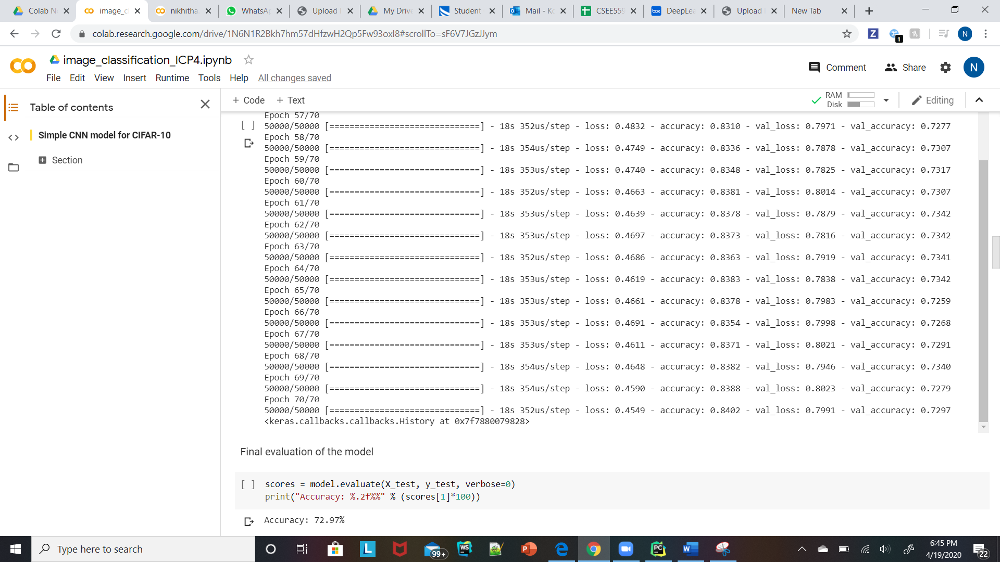 Colab N
image_c
nikhitha
WhatsAp
Upload
My Drive
Student
Mail - Ko
CSEE559
box
DeepLea
Upload
New Tab
colab.research.google.com/drive/1N6N1R2Bkh7hm57dHfzwH2Qp5Fw93oxI8#scrollTo=sF6V7JGzJJym
Z
1
h
N
image_classification_ICP4.ipynb
Comment
Share
N
File Edit View Insert Runtime Tools Help All changes saved
Table of contents
+ Code + Text
RAM
Disk
Editing
Simple CNN model for CIFAR-10
Section
[ ]
Epoch 57/70
50000/50000 [==============================] - 18s 352us/step - loss: 0.4832 - accuracy: 0.8310 - val_loss: 0.7971 - val_accuracy: 0.7277
Epoch 58/70
50000/50000 [==============================] - 18s 354us/step - loss: 0.4749 - accuracy: 0.8336 - val_loss: 0.7878 - val_accuracy: 0.7307
Epoch 59/70
50000/50000 [==============================] - 18s 353us/step - loss: 0.4740 - accuracy: 0.8348 - val_loss: 0.7825 - val_accuracy: 0.7317
Epoch 60/70
50000/50000 [==============================] - 18s 352us/step - loss: 0.4663 - accuracy: 0.8381 - val_loss: 0.8014 - val_accuracy: 0.7307
Epoch 61/70
50000/50000 [==============================] - 18s 353us/step - loss: 0.4639 - accuracy: 0.8378 - val_loss: 0.7879 - val_accuracy: 0.7342
Epoch 62/70
50000/50000 [==============================] - 18s 353us/step - loss: 0.4697 - accuracy: 0.8373 - val_loss: 0.7816 - val_accuracy: 0.7342
Epoch 63/70
50000/50000 [==============================] - 18s 352us/step - loss: 0.4686 - accuracy: 0.8363 - val_loss: 0.7919 - val_accuracy: 0.7341
Epoch 64/70
50000/50000 [==============================] - 18s 353us/step - loss: 0.4619 - accuracy: 0.8383 - val_loss: 0.7838 - val_accuracy: 0.7342
Epoch 65/70
50000/50000 [==============================] - 18s 353us/step - loss: 0.4661 - accuracy: 0.8378 - val_loss: 0.7983 - val_accuracy: 0.7259
Epoch 66/70
50000/50000 [==============================] - 18s 353us/step - loss: 0.4691 - accuracy: 0.8354 - val_loss: 0.7998 - val_accuracy: 0.7268
Epoch 67/70
50000/50000 [==============================] - 18s 353us/step - loss: 0.4611 - accuracy: 0.8371 - val_loss: 0.8021 - val_accuracy: 0.7291
Epoch 68/70
50000/50000 [==============================] - 18s 354us/step - loss: 0.4648 - accuracy: 0.8382 - val_loss: 0.7946 - val_accuracy: 0.7340
Epoch 69/70
50000/50000 [==============================] - 18s 354us/step - loss: 0.4590 - accuracy: 0.8388 - val_loss: 0.8023 - val_accuracy: 0.7279
Epoch 70/70
50000/50000 [==============================] - 18s 352us/step - loss: 0.4549 - accuracy: 0.8402 - val_loss: 0.7991 - val_accuracy: 0.7297
<keras.callbacks.callbacks.History at 0x7f7880079828>
Final evaluation of the model
[ ] scores = model.evaluate(X_test, y_test, verbose=0)
print("Accuracy: %.2f%%" % (scores[1]*100))
Accuracy: 72.97%
Type here to search
L
99+
WS
P
PC
W
6:45 PM
4/19/2020
22